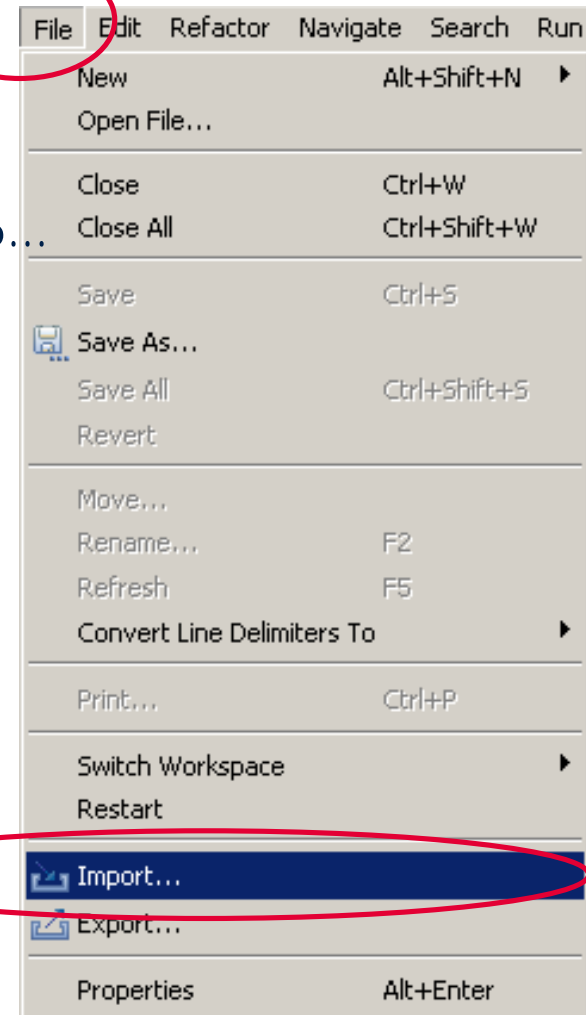 File Edit Refactor Navigate Search Run
New Alt+Shift+N
Open File...
Close Ctrl+W
...
Close All Ctrl+Shift+W
Save Ctrl+S
Save As...
Save All Ctrl+Shift+S
Revert
Move...
Rename... F2
Refresh F5
Convert Line Delimiters To
Print... Ctrl+P
Switch Workspace
Restart
Import...
Export...
Properties Alt+Enter